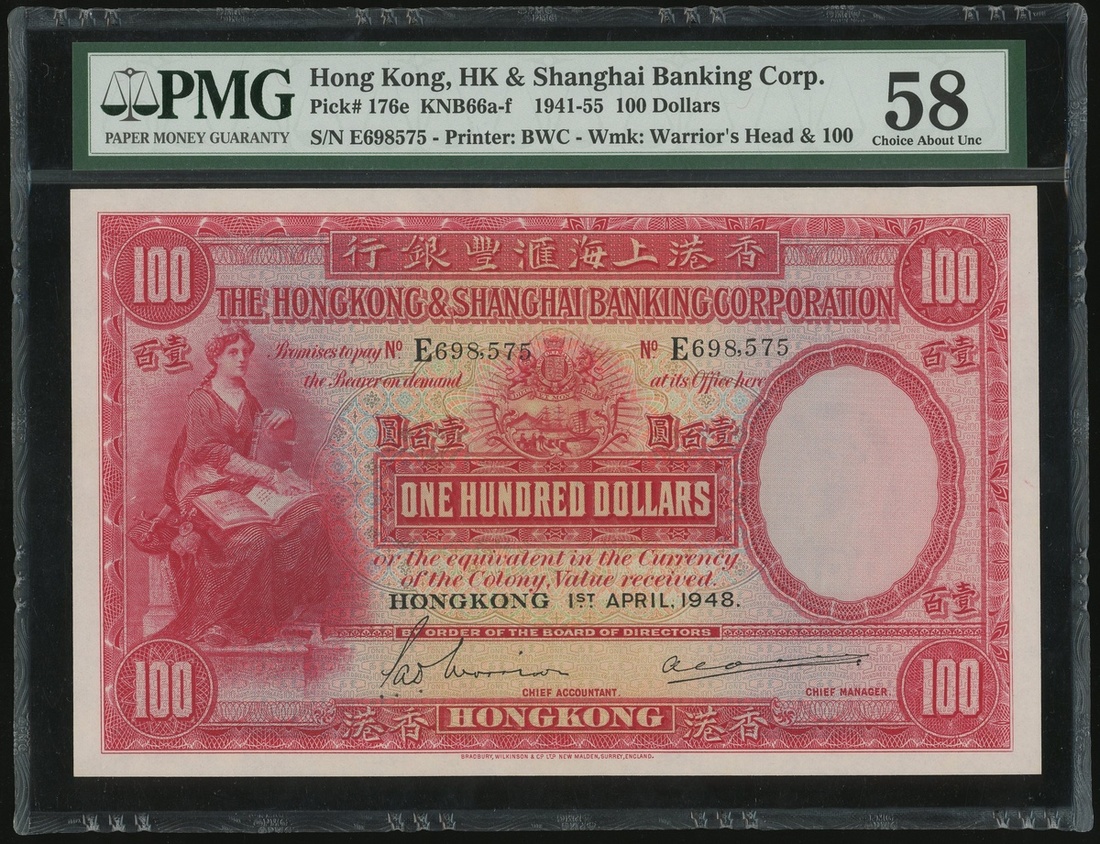 PMG
PAPER MONEY GUARANTY
Hong Kong, HK & Shanghai Banking Corp.
Pick# 176e KNB66a-f 1941-55 100 Dollars
S/N E698575 - Printer: BWC - Wmk: Warrior's Head & 100
58
Choice About Unc
100
行銀豐滙海上港香
100
THE HONGKONG & SHANGHAI BANKING CORPORATION
百壹
Promises to pay Nº E698,575
Nº E698,575
百壹
the Bearer on demand
at its Office here
圓百壹
圓百壹
ONE HUNDRED DOLLARS
or the equivalent in the Currency
of the Colony, Value received.
百壹
HONGKONG 1ST APRIL, 1948.
BY ORDER OF THE BOARD OF DIRECTORS
100
100
CHIEF ACCOUNTANT.
CHIEF MANAGER.
港香
HONGKONG
港香
BRADBURY, WILKINSON & Cº LTD NEW MALDEN, SURREY, ENGLAND.